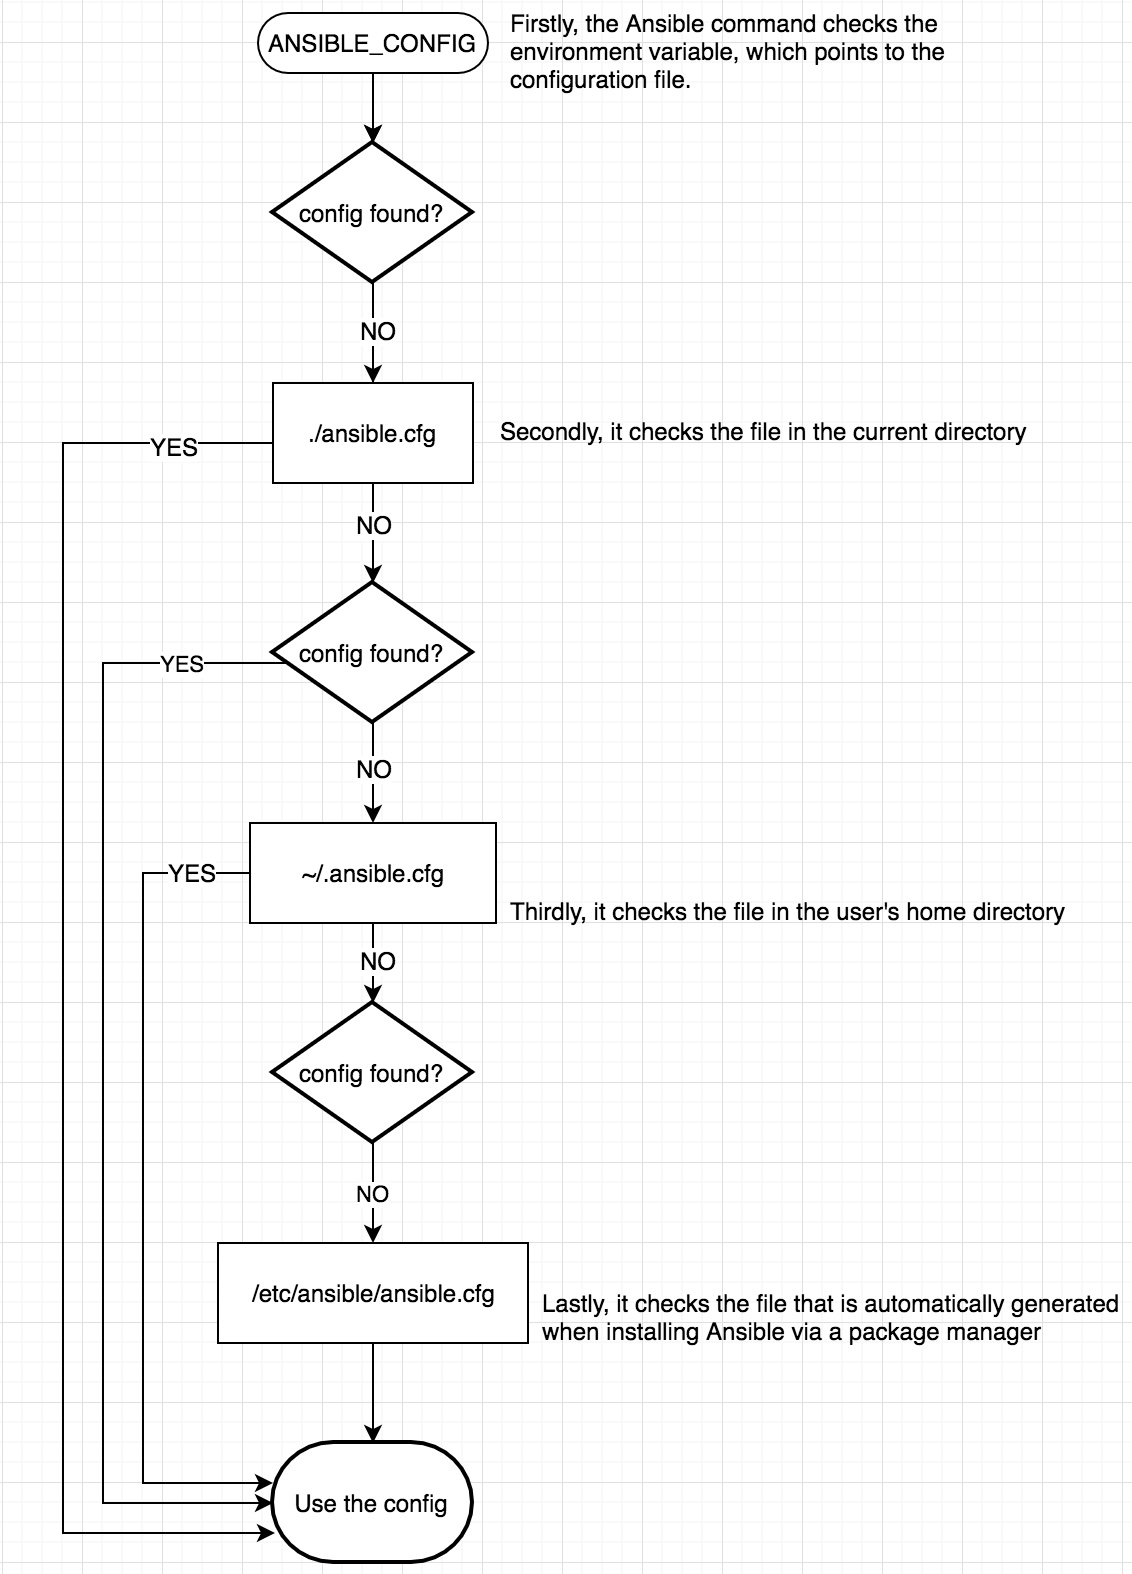 ANSIBLE_CONFIG
Firstly, the Ansible command checks the
environment variable, which points to the
configuration file.
config found?
NO
./ansible.cfg
Secondly, it checks the file in the current directory
YES
NO
config found?
YES
NO
~/.ansible.cfg
YES
Thirdly, it checks the file in the user's home directory
NO
config found?
NO
/etc/ansible/ansible.cfg
Lastly, it checks the file that is automatically generated
when installing Ansible via a package manager
Use the config